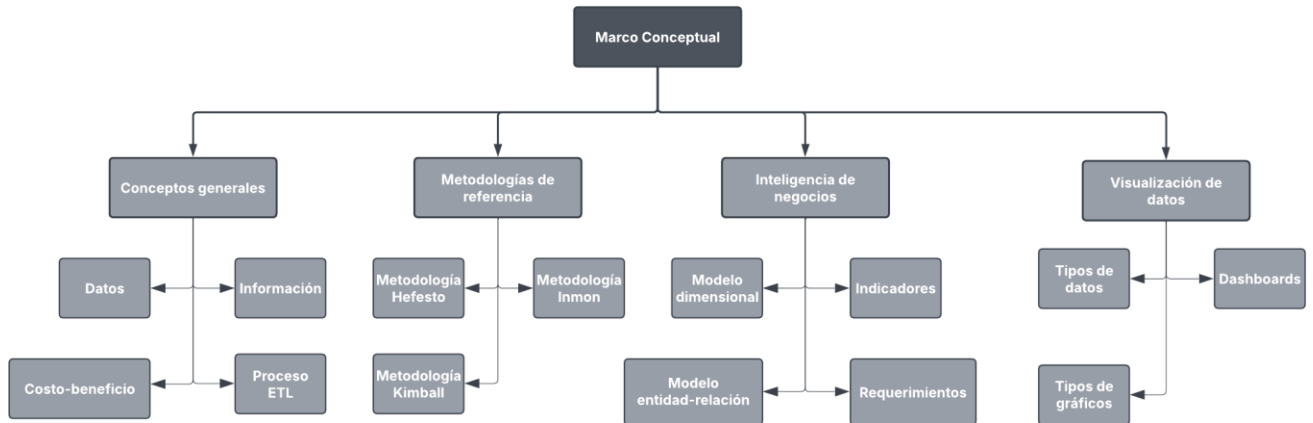 Marco Conceptual
Conceptos generales
Metodologías de
referencia
Inteligencia de
negocios
Visualización de
datos
Datos
Información
Metodología
Hefesto
Metodología
Inmon
Modelo
dimensional
Indicadores
Tipos de
datos
Dashboards
Costo-beneficio
Proceso
ETL
Metodología
Kimball
Modelo
entidad-relación
Requerimientos
Tipos de
gráficos